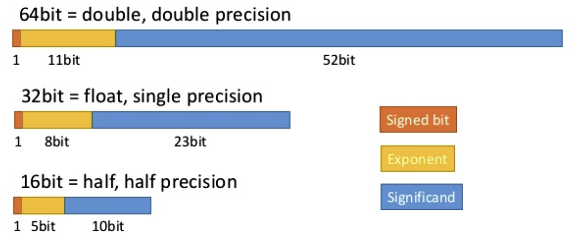 64bit = double, double precision
1 11bit 52bit
32bit = float, single precision
1 8bit 23bit
Signed bit
Exponent
Significand
16bit = half, half precision
1 5bit 10bit